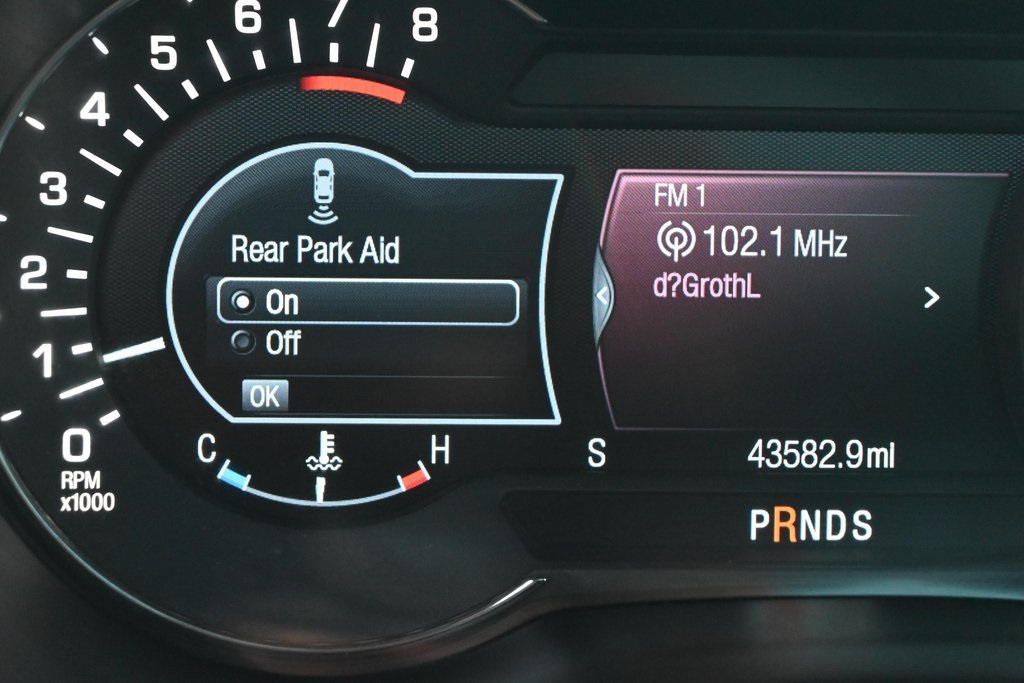 8
7
6
5
4
3
2
1
0
RPM
x1000
Rear Park Aid
On
Off
OK
C H
FM 1
102.1 MHz
d?GrothL
S 43582.9mi
PRNDS